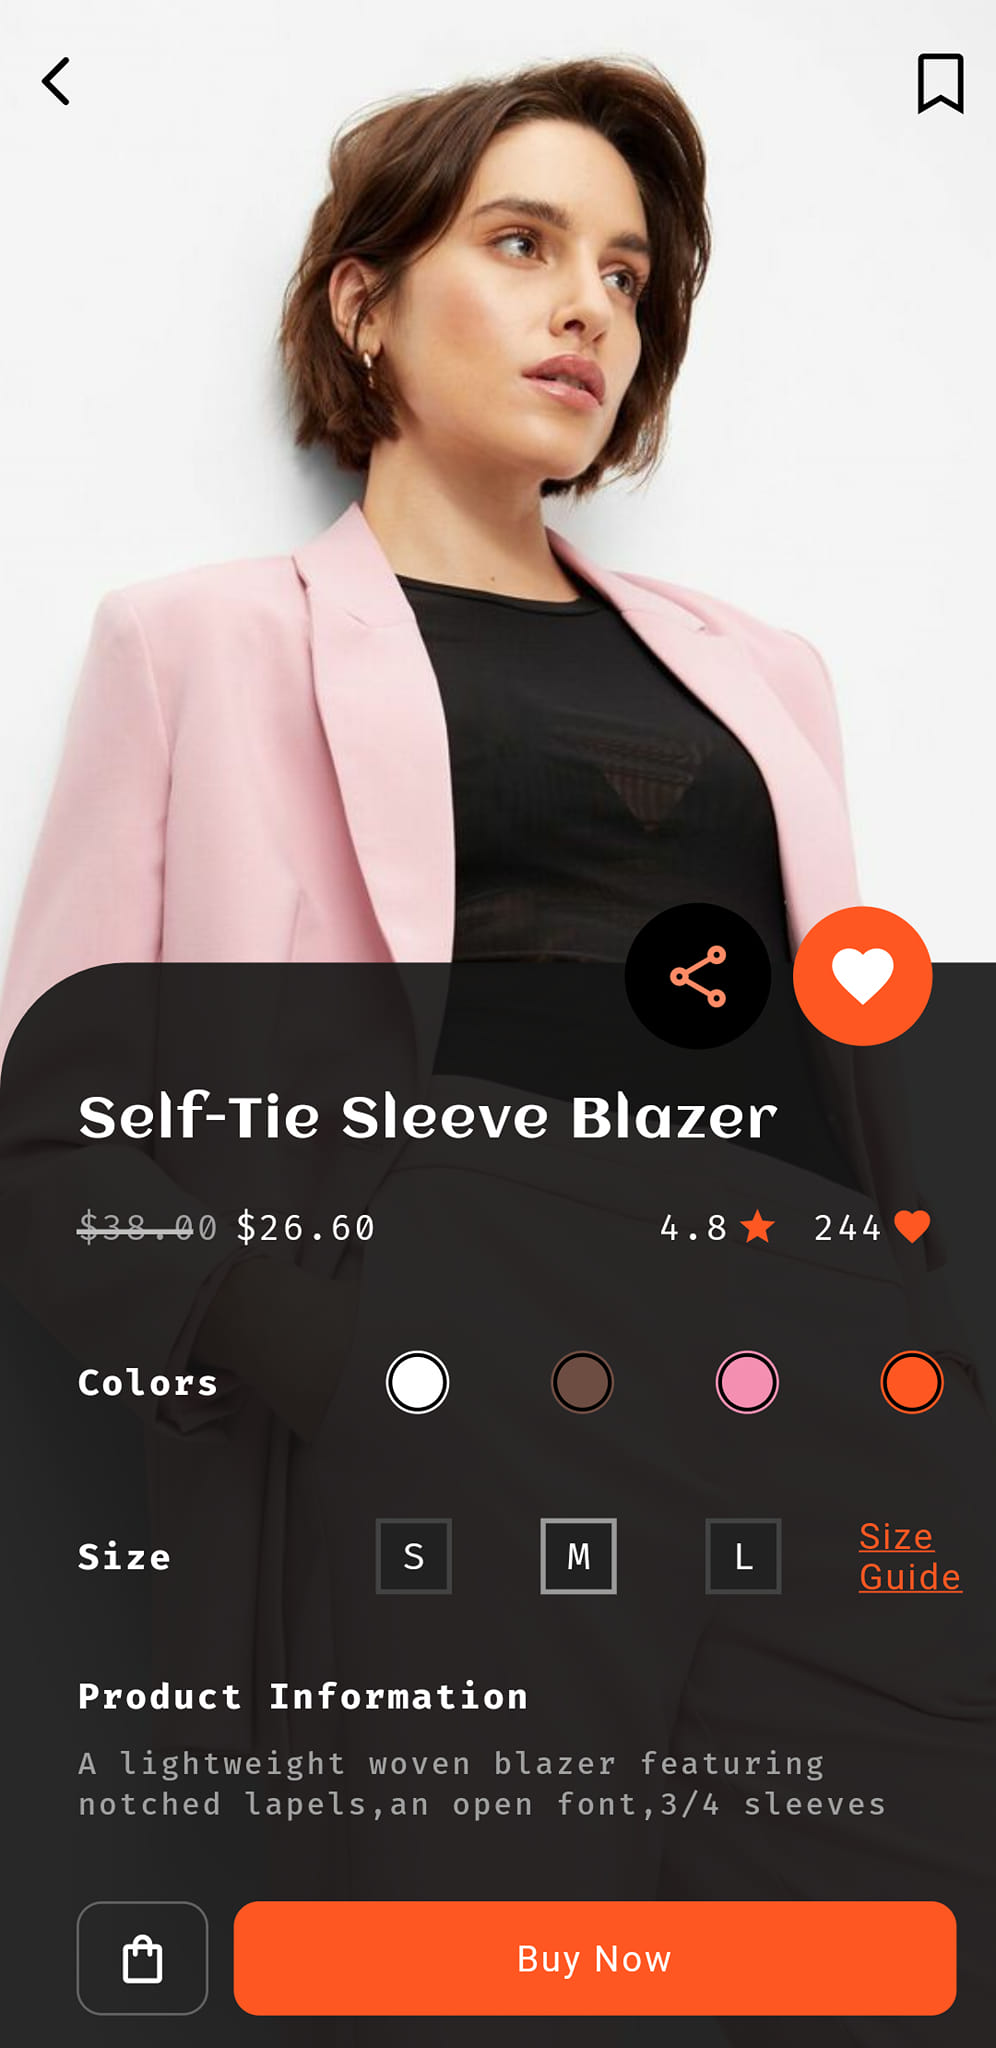 Self-Tie Sleeve Blazer
$38.00 $26.60 4.8 244
Colors
Size S M L Size
Guide
Product Information
A lightweight woven blazer featuring
notched lapels,an open font,3/4 sleeves
Buy Now